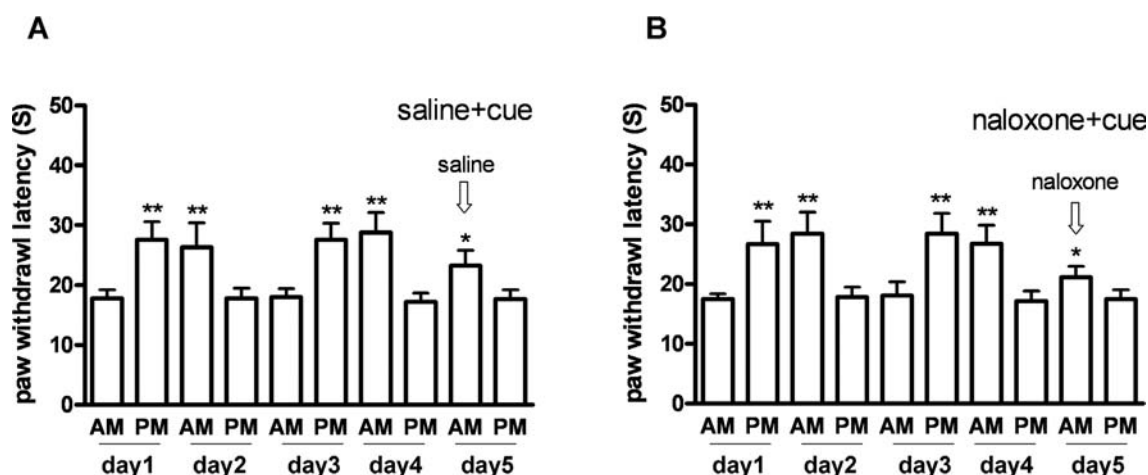 A
saline+cue
paw withdrawl latency (S)
50
40
30
20
10
0
saline
** ** ** ** *
AM PM AM PM AM PM AM PM AM PM
day1 day2 day3 day4 day5
B
naloxone+cue
paw withdrawl latency (S)
50
40
30
20
10
0
naloxone
** ** ** ** *
AM PM AM PM AM PM AM PM AM PM
day1 day2 day3 day4 day5